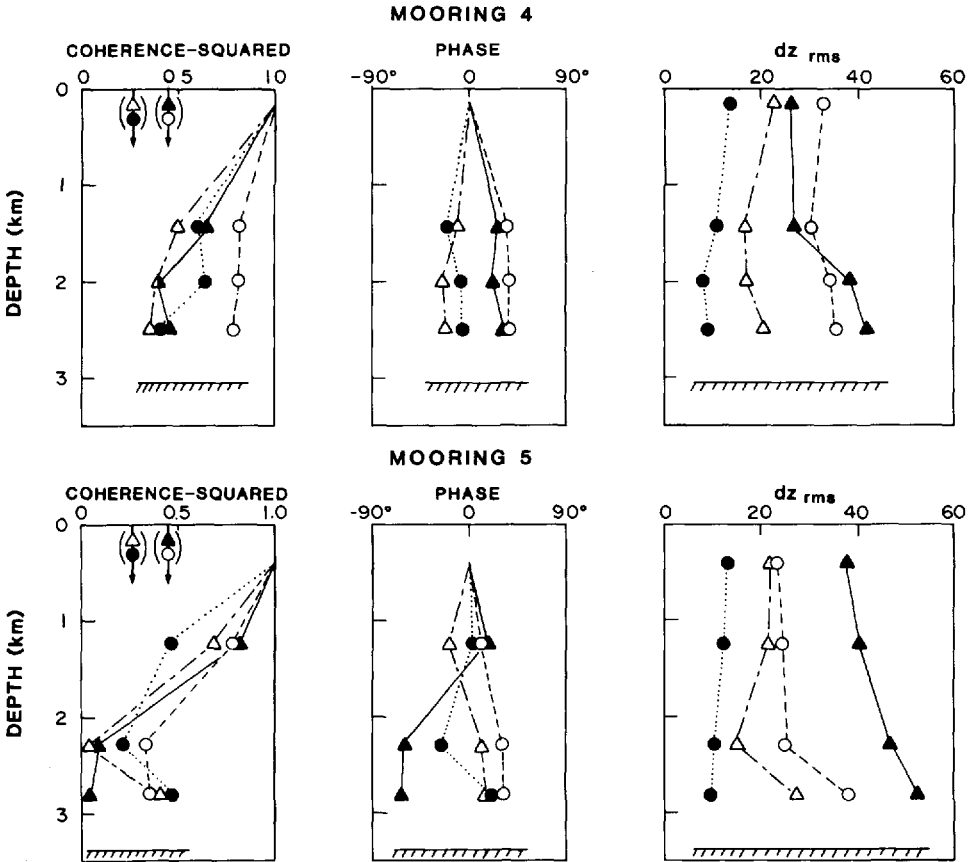 MOORING 4
COHERENCE-SQUARED
PHASE
dz rms
0 0 5 1.0
-90° 0 90°
0 20 40 60
0
1
2
3
DEPTH (km)
MOORING 5
COHERENCE-SQUARED
PHASE
dz rms
0 0.5 1.0
-90° 0 90°
0 20 40 60
0
1
2
3
DEPTH (km)